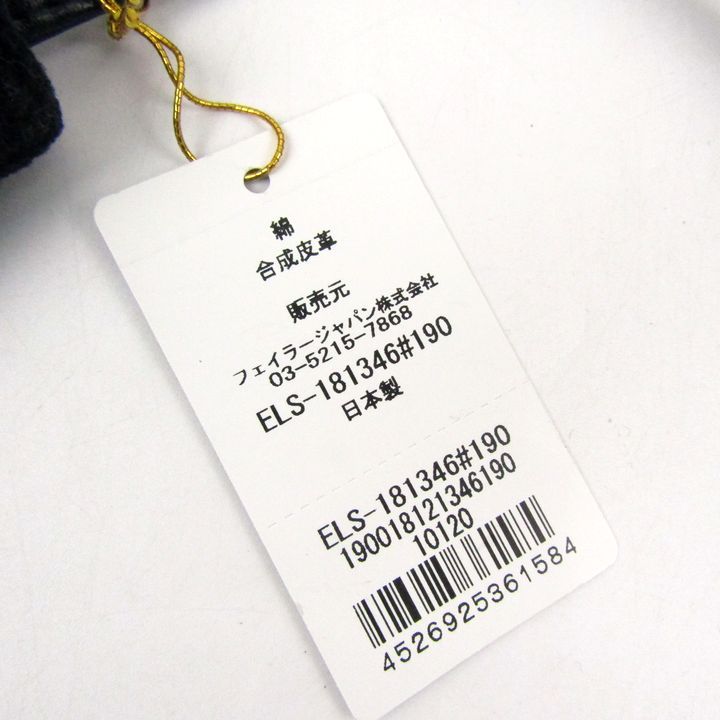 綿
合成皮革
販売元
フェイラージャパン株式会社
03-5215-7868
ELS-181346#190
日本製
ELS-181346#190
190018121346190
10120
4526925361584